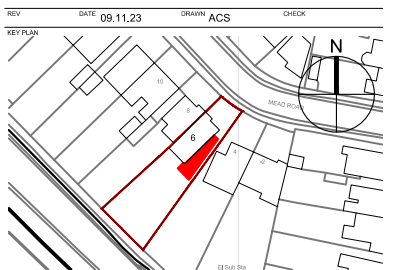 REV DATE 09.11.23 DRAWN ACS CHECK
KEY PLAN
N
10
MEAD ROAD
8
6
4
2
El Sub Sta